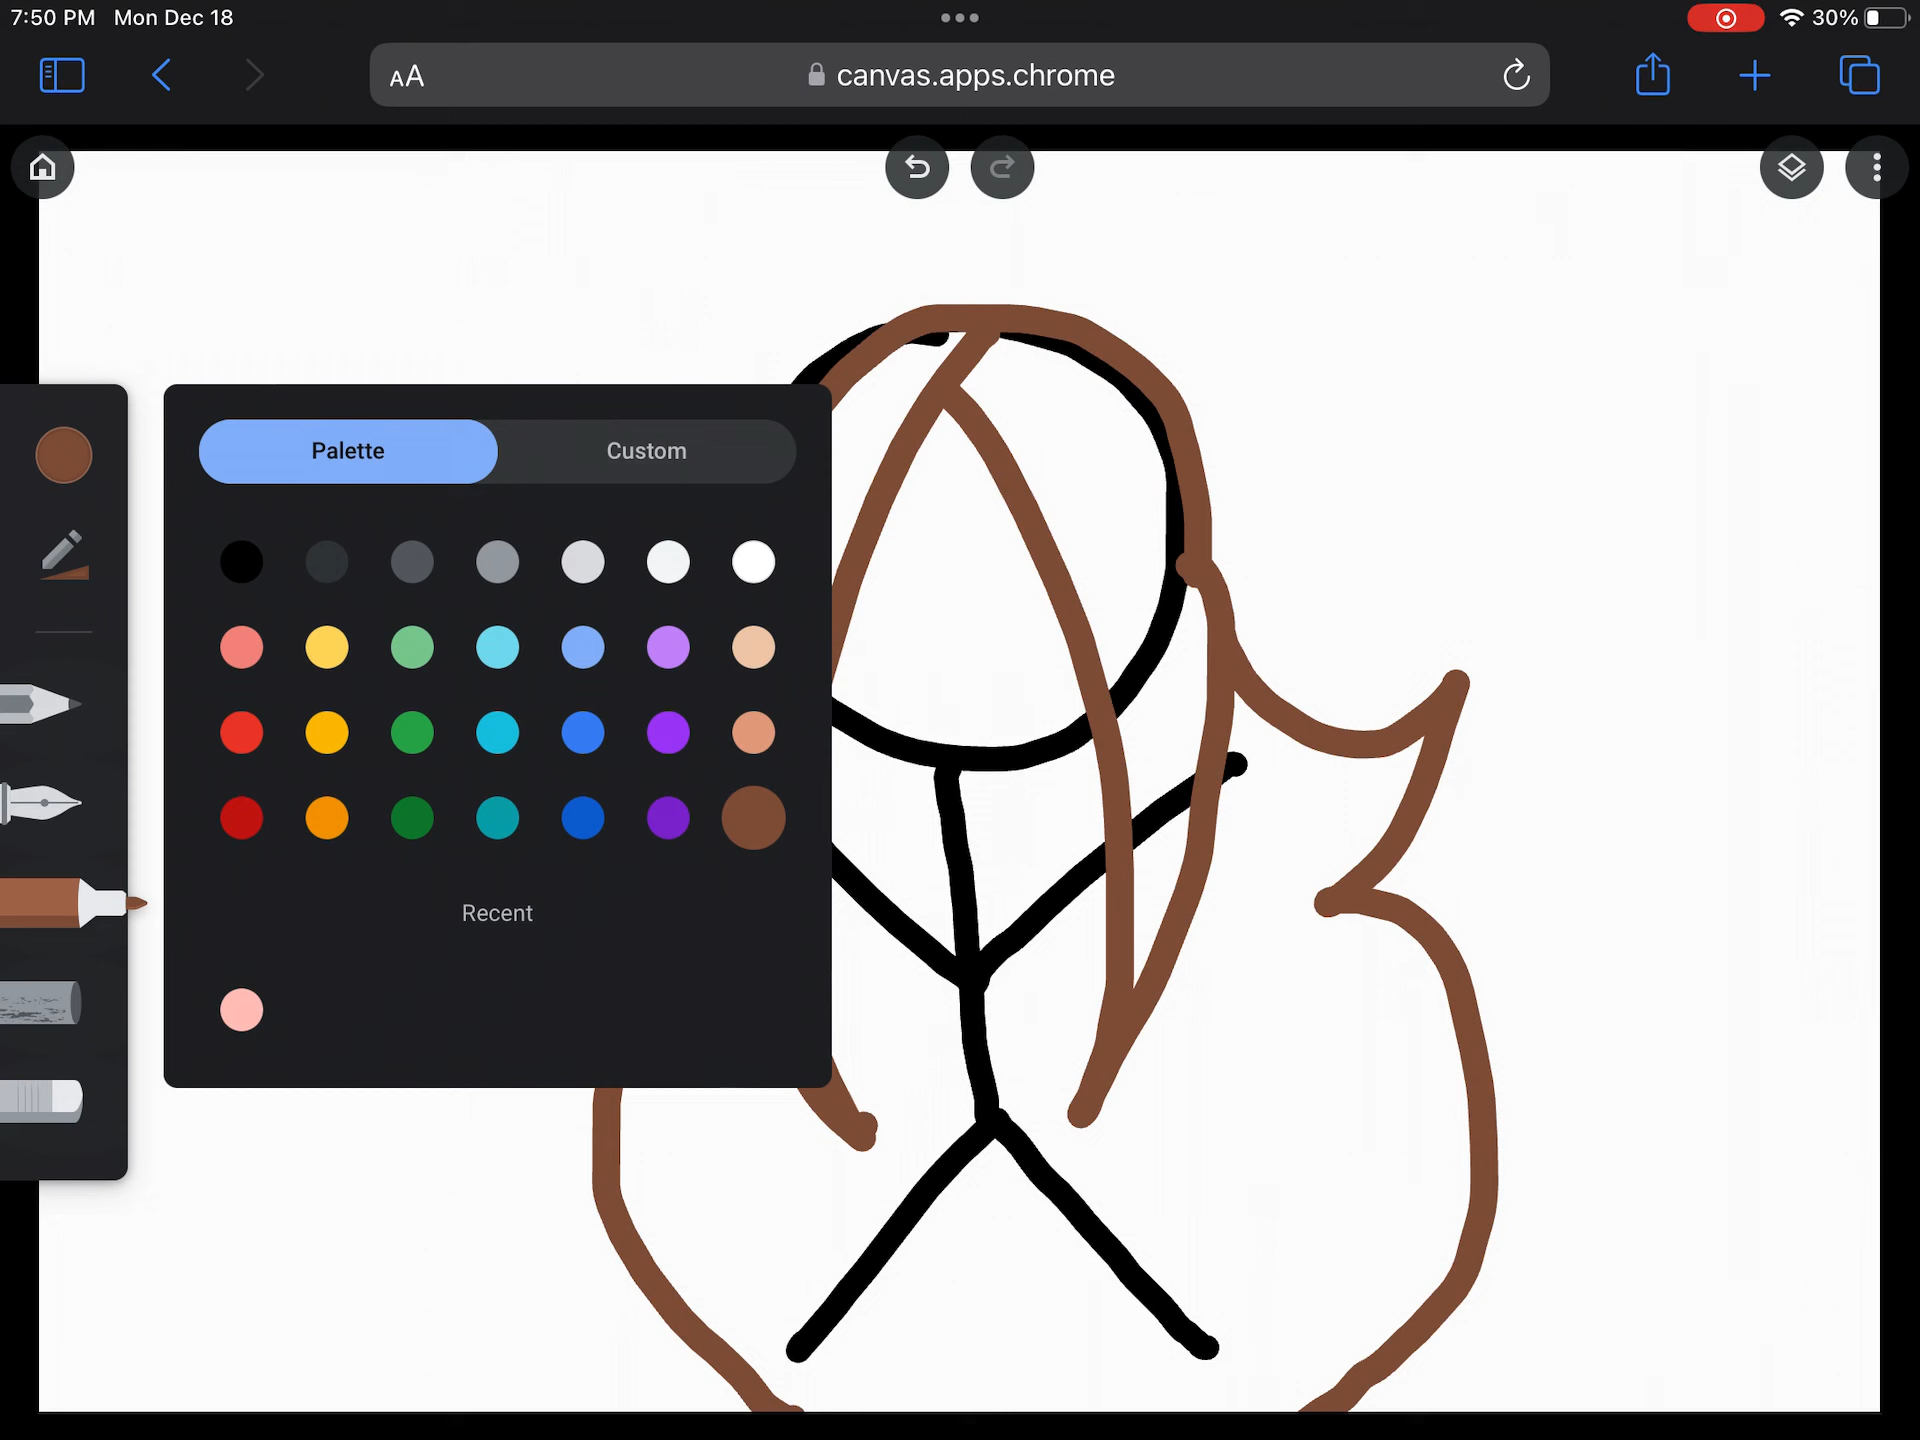 7:50 PM Mon Dec 18
30%
AA
canvas.apps.chrome
Palette
Custom
Recent